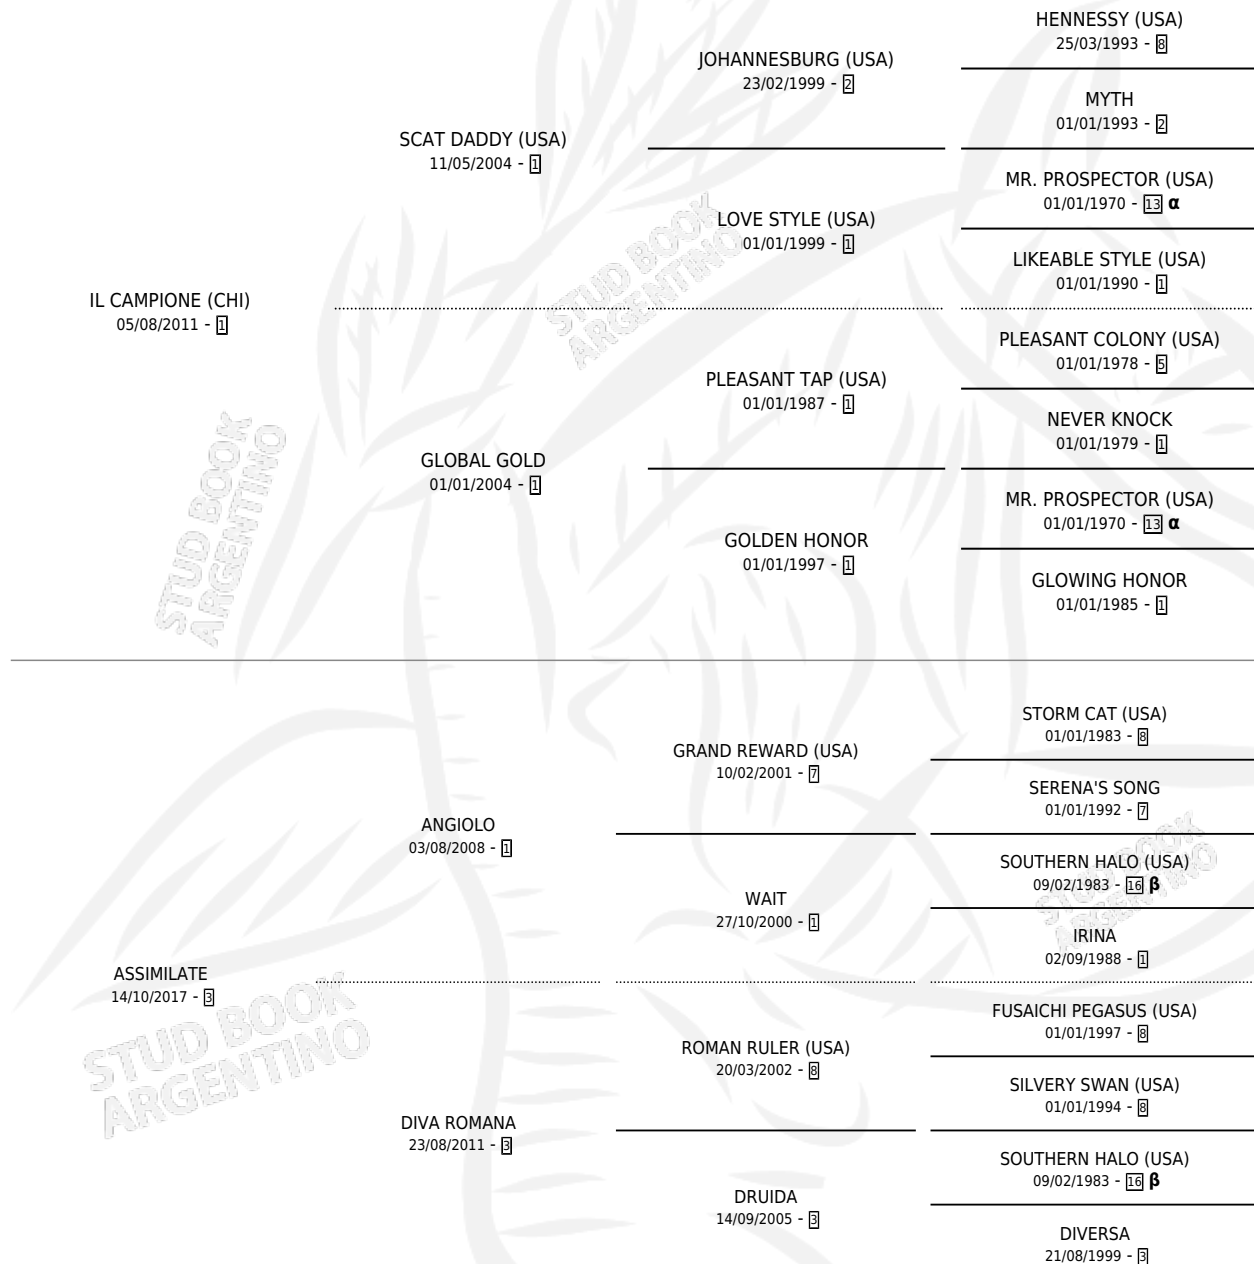 HENNESSY (USA)
25/03/1993 - 8
JOHANNESBURG (USA)
23/02/1999 - 2
MYTH
01/01/1993 - 2
SCAT DADDY (USA)
11/05/2004 - 1
MR. PROSPECTOR (USA)
01/01/1970 - 13 α
LOVE STYLE (USA)
01/01/1999 - 1
LIKEABLE STYLE (USA)
01/01/1990 - 1
IL CAMPIONE (CHI)
05/08/2011 - 1
PLEASANT COLONY (USA)
01/01/1978 - 5
PLEASANT TAP (USA)
01/01/1987 - 1
NEVER KNOCK
01/01/1979 - 1
GLOBAL GOLD
01/01/2004 - 1
MR. PROSPECTOR (USA)
01/01/1970 - 13 α
GOLDEN HONOR
01/01/1997 - 1
GLOWING HONOR
01/01/1985 - 1
STORM CAT (USA)
01/01/1983 - 8
GRAND REWARD (USA)
10/02/2001 - 7
SERENA'S SONG
01/01/1992 - 7
ANGIOLO
03/08/2008 - 1
SOUTHERN HALO (USA)
09/02/1983 - 16 β
WAIT
27/10/2000 - 1
IRINA
02/09/1988 - 1
ASSIMILATE
14/10/2017 - 3
FUSAICHI PEGASUS (USA)
01/01/1997 - 8
ROMAN RULER (USA)
20/03/2002 - 8
SILVERY SWAN (USA)
01/01/1994 - 8
DIVA ROMANA
23/08/2011 - 3
SOUTHERN HALO (USA)
09/02/1983 - 16 β
DRUIDA
14/09/2005 - 3
DIVERSA
21/08/1999 - 3
STUD BOOK
ARGENTINO
STUD BOOK
ARGENTINO
STUD BOOK
ARGENTINO
STUD BOOK
ARGENTINO